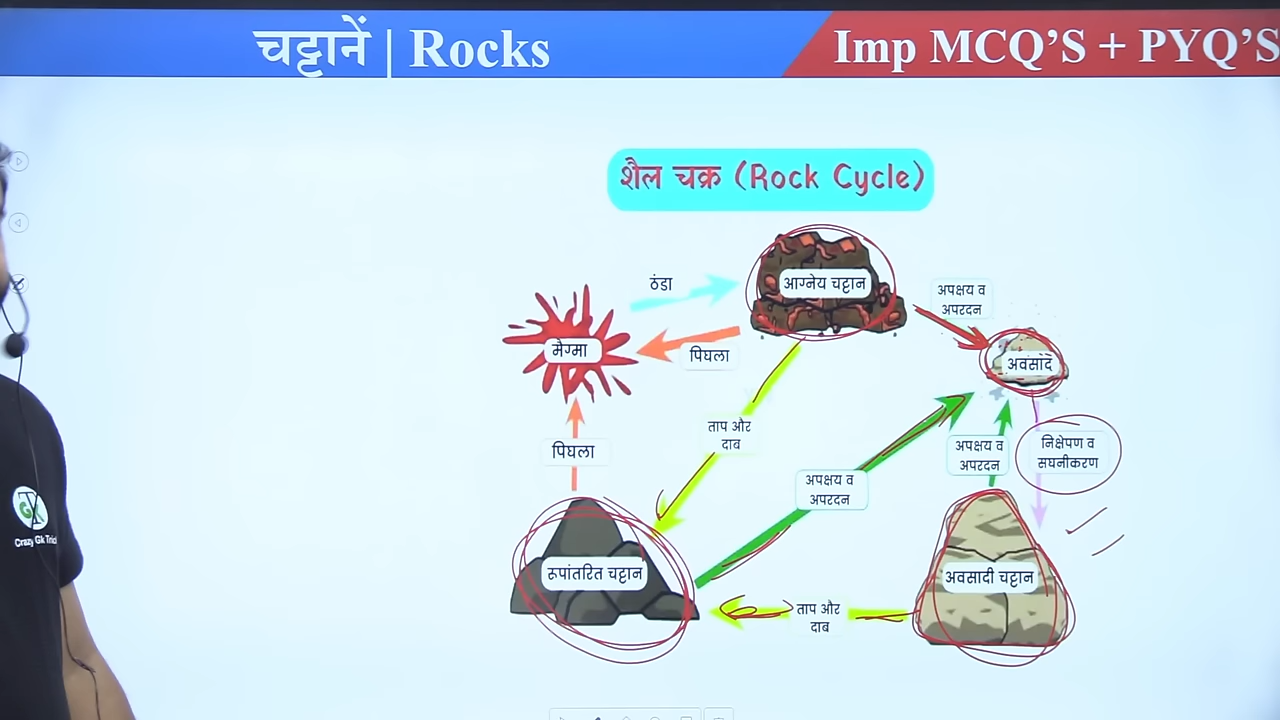 चट्टानें | Rocks
Imp MCQ'S + PYQ'S
शैल चक्र (Rock Cycle)
ठंडा
आग्नेय चट्टान
अपक्षय व
अपरदन
मैग्मा
पिघला
अवसादें
ताप और
दाब
पिघला
अपक्षय व
अपरदन
अपक्षय व
अपरदन
निक्षेपण व
सघनीकरण
रूपांतरित चट्टान
ताप और
दाब
अवसादी चट्टान
Crazy Gk Trick